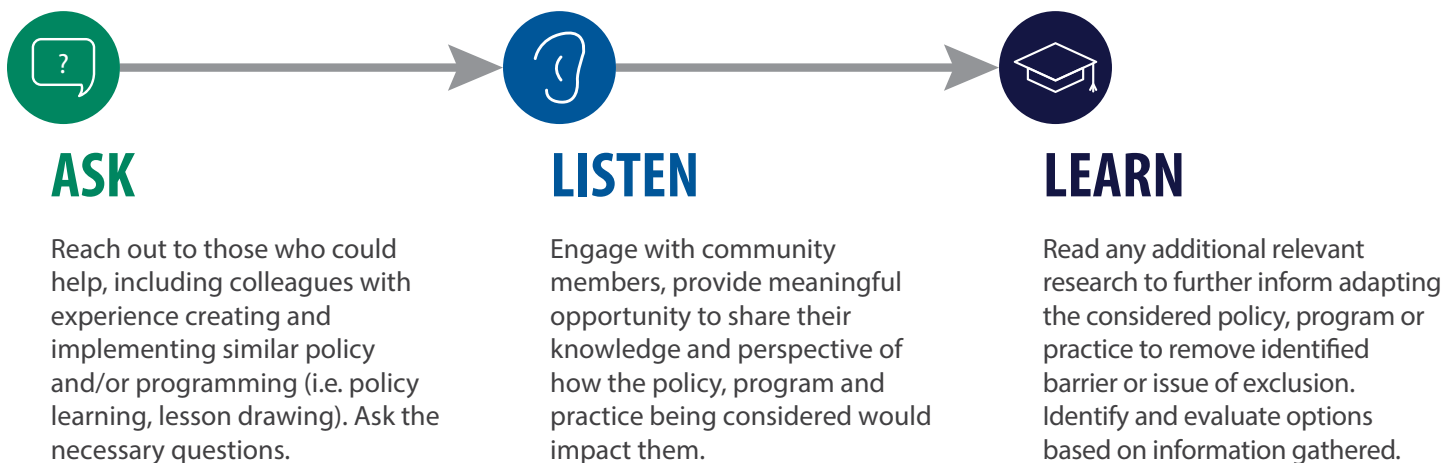 ?
ASK
Reach out to those who could
help, including colleagues with
experience creating and
implementing similar policy
and/or programming (i.e. policy
learning, lesson drawing). Ask the
necessary questions.
LISTEN
Engage with community
members, provide meaningful
opportunity to share their
knowledge and perspective of
how the policy, program and
practice being considered would
impact them.
LEARN
Read any additional relevant
research to further inform adapting
the considered policy, program or
practice to remove identified
barrier or issue of exclusion.
Identify and evaluate options
based on information gathered.